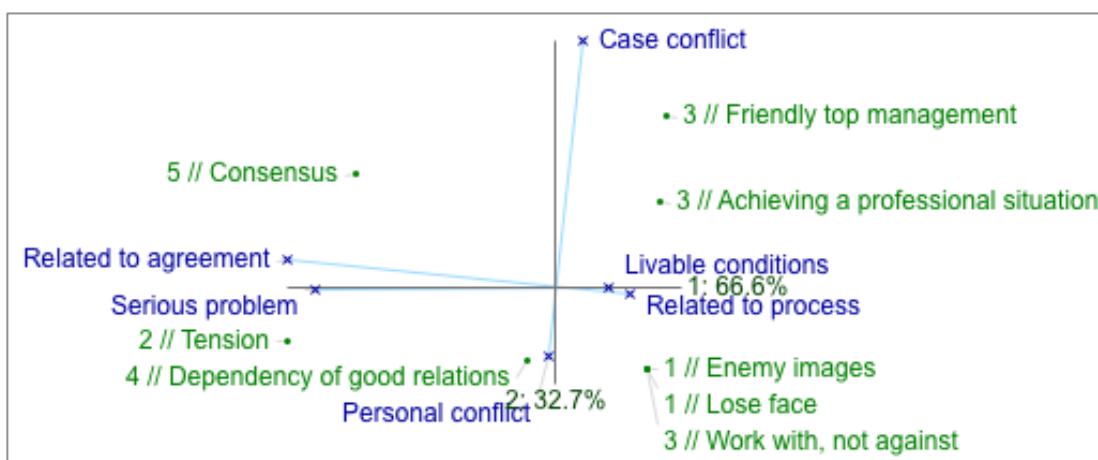 Case conflict
3 // Friendly top management
5 // Consensus
3 // Achieving a professional situation
Related to agreement
Livable conditions
1: 66.6%
Serious problem
Related to process
2 // Tension
4 // Dependency of good relations
1 // Enemy images
2: 32.7%
Personal conflict
1 // Lose face
3 // Work with, not against